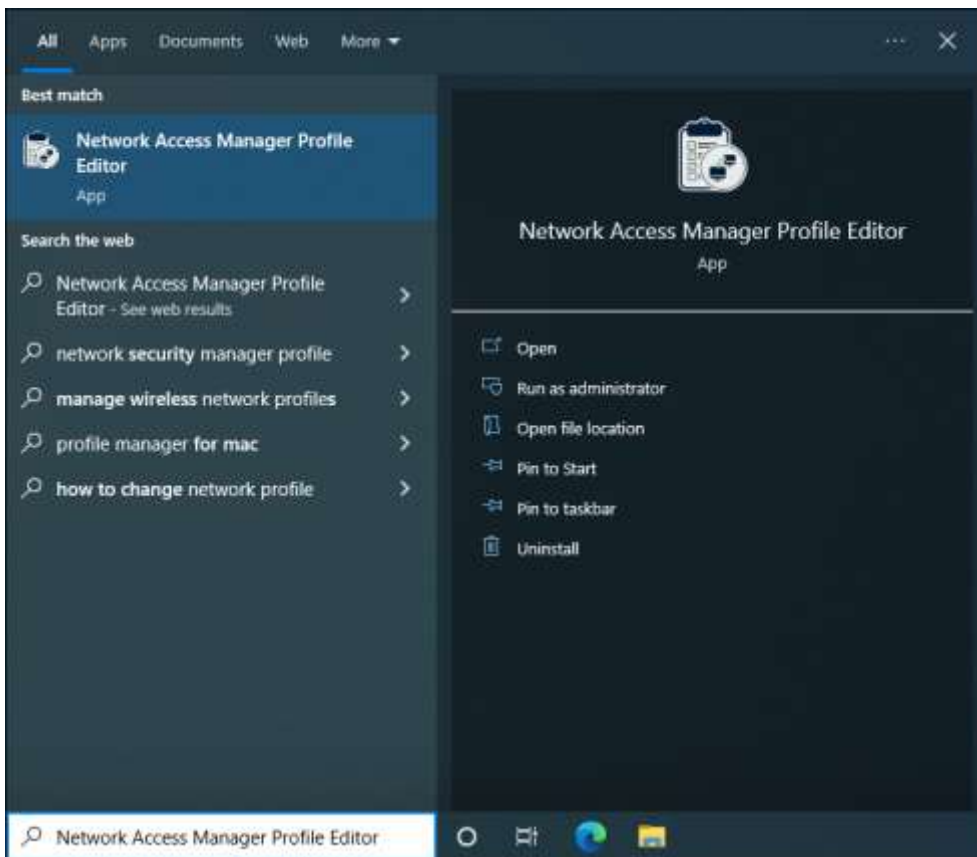 All Apps Documents Web More
Best match
Network Access Manager Profile
Editor
App
Search the web
Network Access Manager Profile
Editor - See web results
network security manager profile
manage wireless network profiles
profile manager for mac
how to change network profile
Network Access Manager Profile Editor
App
Open
Run as administrator
Open file location
Pin to Start
Pin to taskbar
Uninstall
Network Access Manager Profile Editor